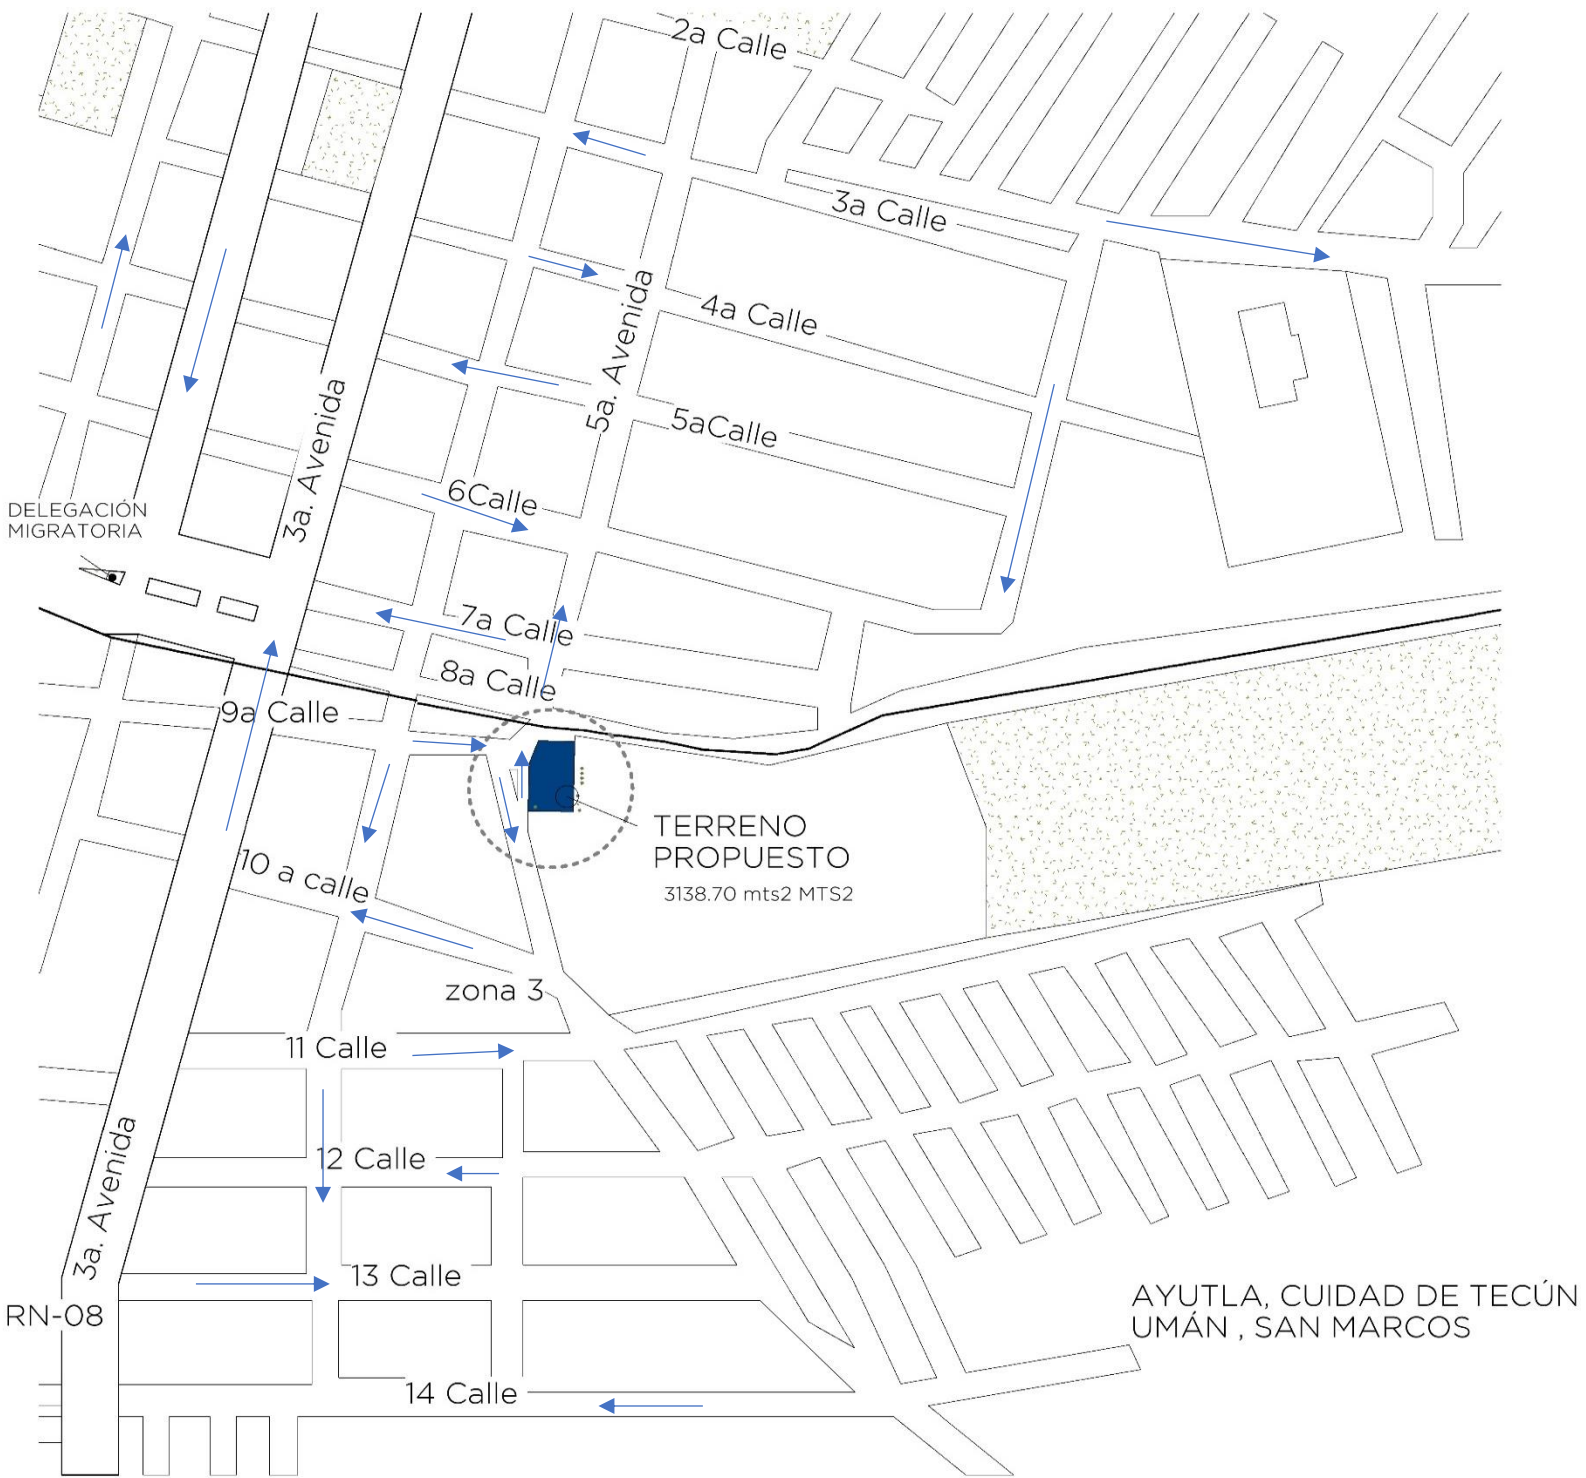 2a Calle
3a Calle
4a Calle
5a. Avenida
5aCalle
3a. Avenida
6Calle
DELEGACIÓN
MIGRATORIA
7a Calle
8a Calle
9a Calle
TERRENO
PROPUESTO
3138.70 mts2 MTS2
10 a calle
zona 3
11 Calle
12 Calle
3a. Avenida
13 Calle
RN-08
AYUTLA, CUIDAD DE TECÚN
UMÁN , SAN MARCOS
14 Calle